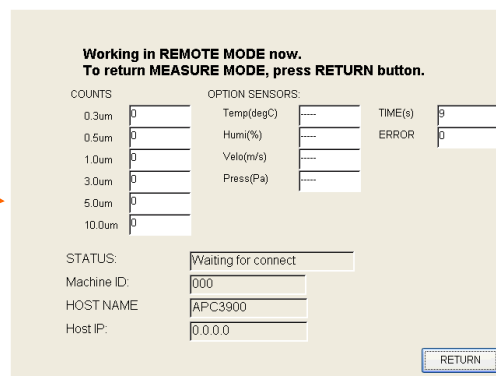 Working in REMOTE MODE now.
To return MEASURE MODE, press RETURN button.
COUNTS OPTION SENSORS:
0.3um 0 Temp(degC) ----- TIME(s) 9
0.5um 0 Humi(%) ----- ERROR 0
1.0um 0 Velo(m/s) -----
3.0um 0 Press(Pa) -----
5.0um 0
10.0um 0
STATUS: Waiting for connect
Machine ID: 000
HOST NAME APC3900
Host IP: 0.0.0.0
RETURN